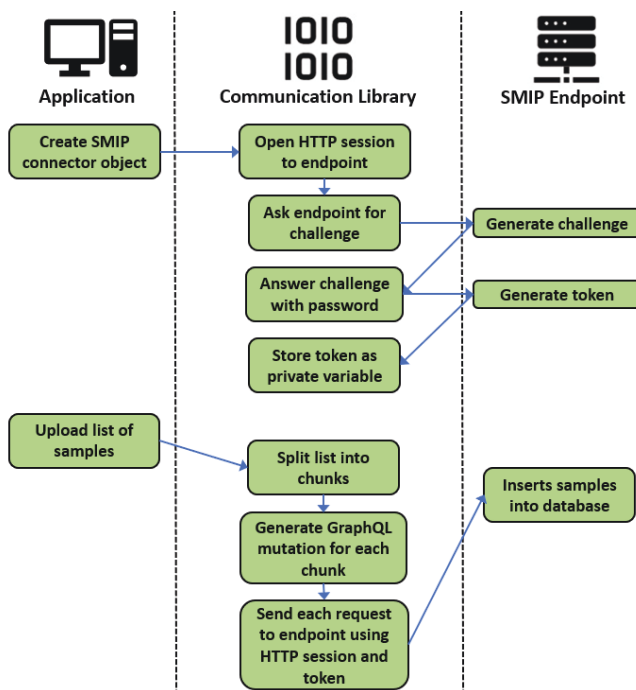 IOIO
IOIO
Application
Communication Library
SMIP Endpoint
Create SMIP
connector object
Open HTTP session
to endpoint
Ask endpoint for
challenge
Generate challenge
Answer challenge
with password
Generate token
Store token as
private variable
Upload list of
samples
Split list into
chunks
Inserts samples
into database
Generate GraphQL
mutation for each
chunk
Send each request
to endpoint using
HTTP session and
token